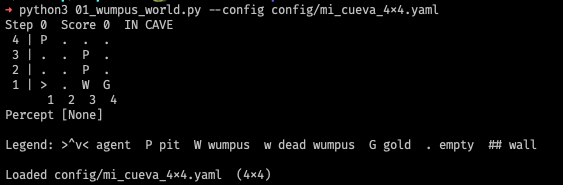 → python3 01_wumpus_world.py --config config/mi_cueva_4×4.yaml
Step 0  Score 0  IN CAVE
 4 | P  .  .  .
 3 | .  .  P  .
 2 | .  .  P  .
 1 | >  .  W  G
      1  2  3  4
Percept [None]

Legend: >^v< agent  P pit  W wumpus  w dead wumpus  G gold  . empty  ## wall

Loaded config/mi_cueva_4×4.yaml  (4×4)